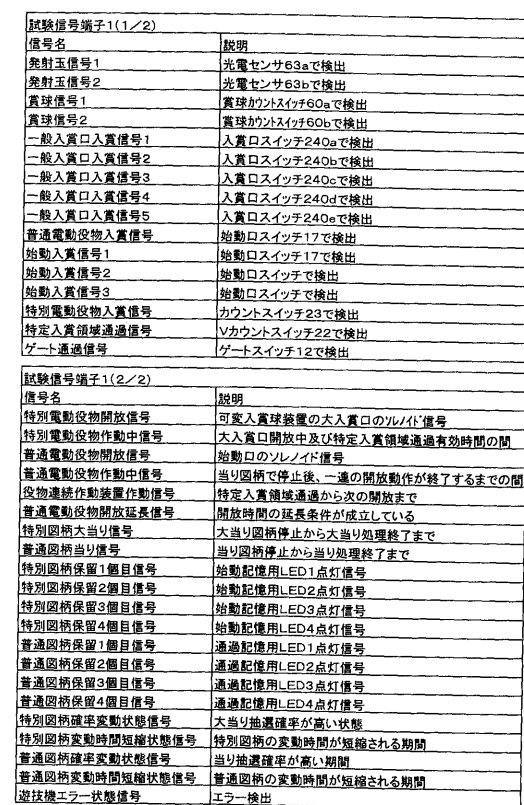 試験信号端子1(1/2)
信号名 説明
発射玉信号1 光電センサ63aで検出
発射玉信号2 光電センサ63bで検出
賞球信号1 賞球カウントスイッチ60aで検出
賞球信号2 賞球カウントスイッチ60bで検出
一般入賞口入賞信号1 入賞口スイッチ240aで検出
一般入賞口入賞信号2 入賞口スイッチ240bで検出
一般入賞口入賞信号3 入賞口スイッチ240cで検出
一般入賞口入賞信号4 入賞口スイッチ240dで検出
一般入賞口入賞信号5 入賞口スイッチ240eで検出
普通電動役物入賞信号 始動口スイッチ17で検出
始動入賞信号1 始動口スイッチ17で検出
始動入賞信号2 始動口スイッチで検出
始動入賞信号3 始動口スイッチで検出
特別電動役物入賞信号 カウントスイッチ23で検出
特定入賞領域通過信号 Vカウントスイッチ22で検出
ゲート通過信号 ゲートスイッチ12で検出
試験信号端子1(2/2)
信号名 説明
特別電動役物開放信号 可変入賞球装置の大入賞口のソレノイド信号
特別電動役物作動中信号 大入賞口開放中及び特定入賞領域通過有効時間の間
普通電動役物開放信号 始動口のソレノイド信号
普通電動役物作動中信号 当り図柄で停止後、一連の開放動作が終了するまでの間
役物連続作動装置作動信号 特定入賞領域通過から次の開放まで
普通電動役物開放延長信号 開放時間の延長条件が成立している
特別図柄大当り信号 大当り図柄停止から大当り処理終了まで
普通図柄当り信号 当り図柄停止から当り処理終了まで
特別図柄保留1個目信号 始動記憶用LED1点灯信号
特別図柄保留2個目信号 始動記憶用LED2点灯信号
特別図柄保留3個目信号 始動記憶用LED3点灯信号
特別図柄保留4個目信号 始動記憶用LED4点灯信号
普通図柄保留1個目信号 通過記憶用LED1点灯信号
普通図柄保留2個目信号 通過記憶用LED2点灯信号
普通図柄保留3個目信号 通過記憶用LED3点灯信号
普通図柄保留4個目信号 通過記憶用LED4点灯信号
特別図柄確率変動状態信号 大当り抽選確率が高い状態
特別図柄変動時間短縮状態信号 特別図柄の変動時間が短縮される期間
普通図柄確率変動状態信号 当り抽選確率が高い期間
普通図柄変動時間短縮状態信号 普通図柄の変動時間が短縮される期間
遊技機エラー状態信号 エラー検出